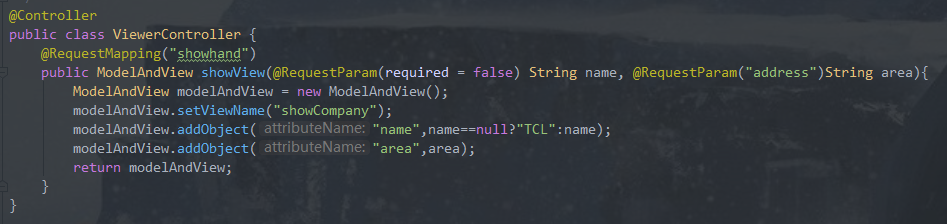 @Controller
public class ViewerController {
@RequestMapping("showhand")
public ModelAndView showView(@RequestParam(required = false) String name, @RequestParam("address")String area){
ModelAndView modelAndView = new ModelAndView();
modelAndView.setViewName("showCompany");
modelAndView.addObject( attributeName: "name",name==null?"TCL":name);
modelAndView.addObject( attributeName: "area",area);
return modelAndView;
}
}